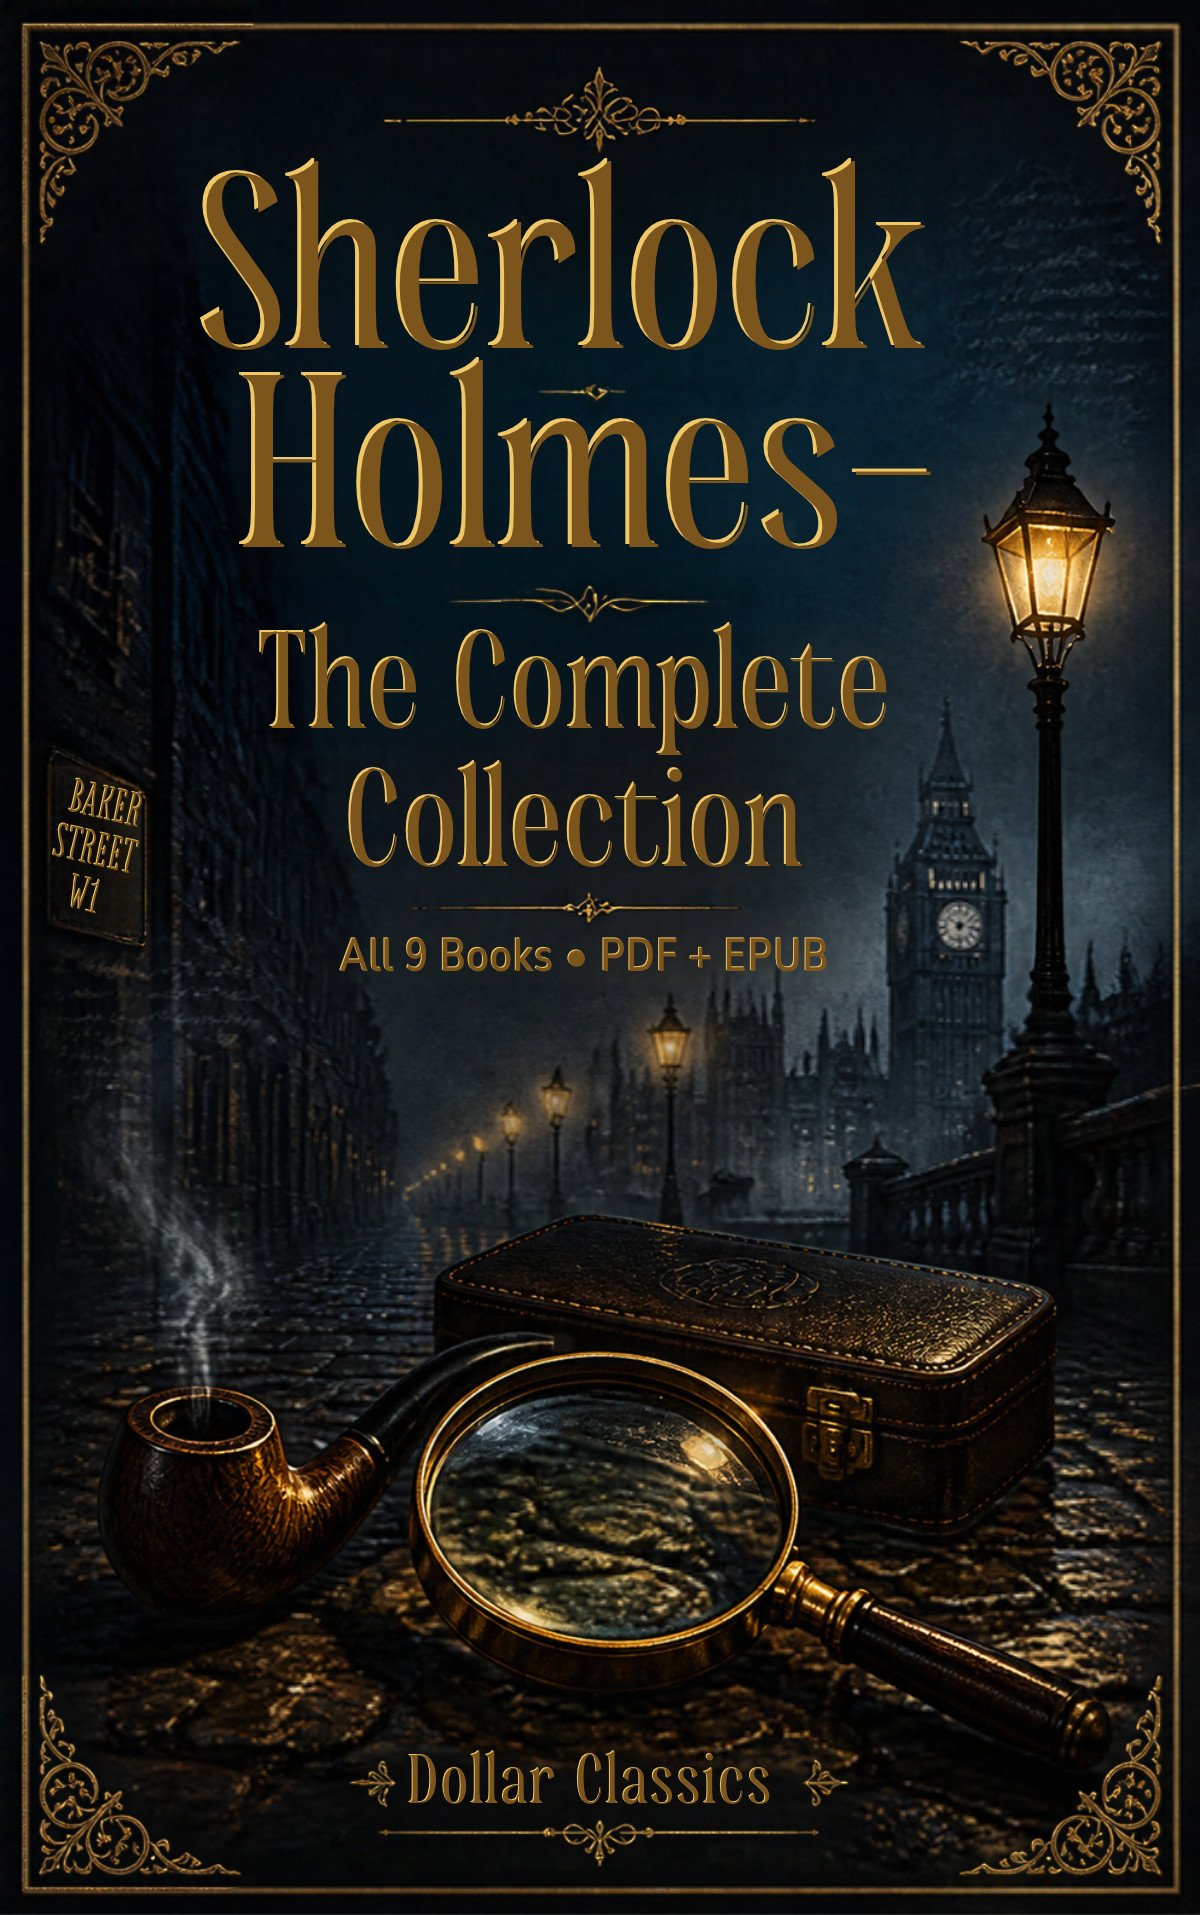 Sherlock
Holmes—
The Complete
Collection
All 9 Books • PDF + EPUB
BAKER
STREET
W1
Dollar Classics